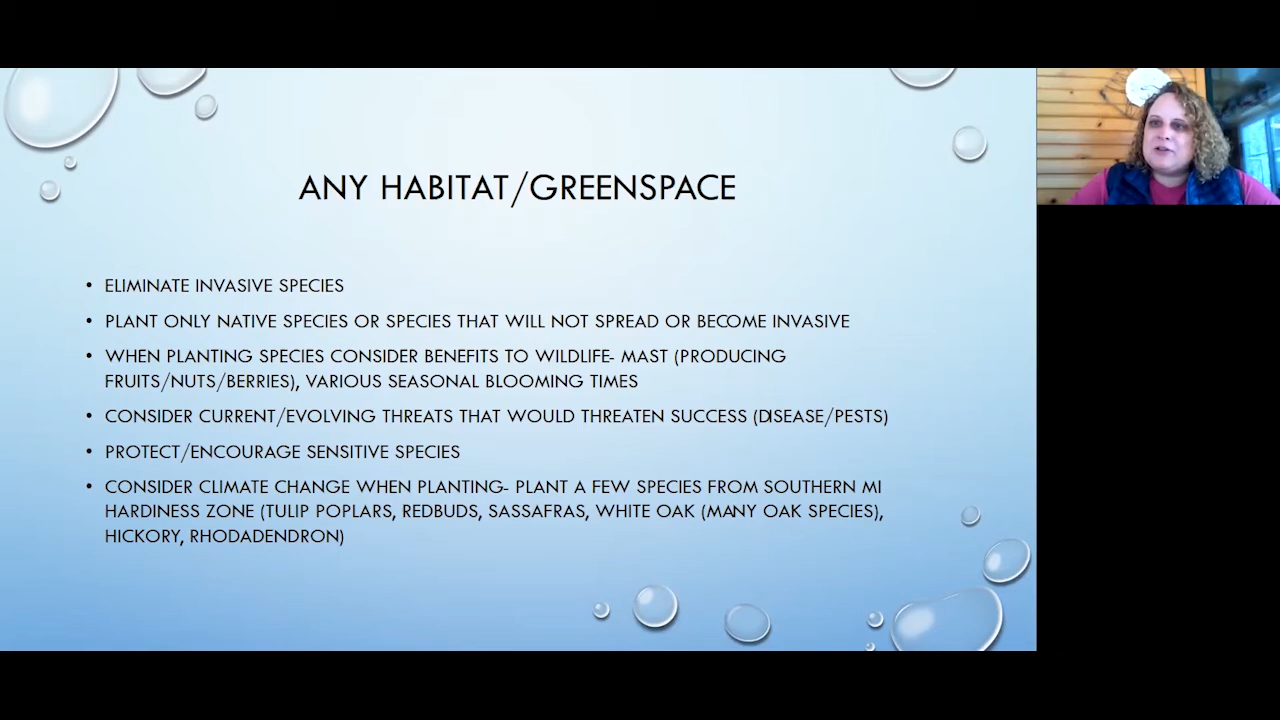 ANY HABITAT/GREENSPACE
• ELIMINATE INVASIVE SPECIES
• PLANT ONLY NATIVE SPECIES OR SPECIES THAT WILL NOT SPREAD OR BECOME INVASIVE
• WHEN PLANTING SPECIES CONSIDER BENEFITS TO WILDLIFE- MAST (PRODUCING
FRUITS/NUTS/BERRIES), VARIOUS SEASONAL BLOOMING TIMES
• CONSIDER CURRENT/EVOLVING THREATS THAT WOULD THREATEN SUCCESS (DISEASE/PESTS)
• PROTECT/ENCOURAGE SENSITIVE SPECIES
• CONSIDER CLIMATE CHANGE WHEN PLANTING- PLANT A FEW SPECIES FROM SOUTHERN MI
HARDINESS ZONE (TULIP POPLARS, REDBUDS, SASSAFRAS, WHITE OAK (MANY OAK SPECIES),
HICKORY, RHODADENDRON)